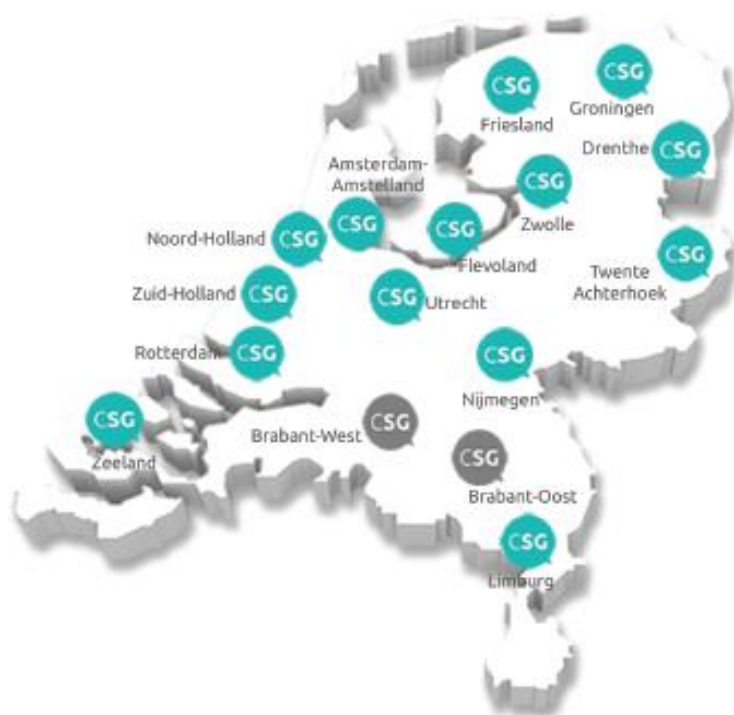 CSG
Groningen
CSG
Friesland
CSG
Drenthe
Amsterdam-
Amstelland
CSG
CSG
Zwolle
Noord-Holland
CSG
CSG
Flevoland
CSG
Twente
Achterhoek
Zuid-Holland
CSG
CSG
Utrecht
Rotterdam
CSG
CSG
Nijmegen
CSG
Zeeland
Brabant-West
CSG
CSG
Brabant-Oost
CSG
Limburg